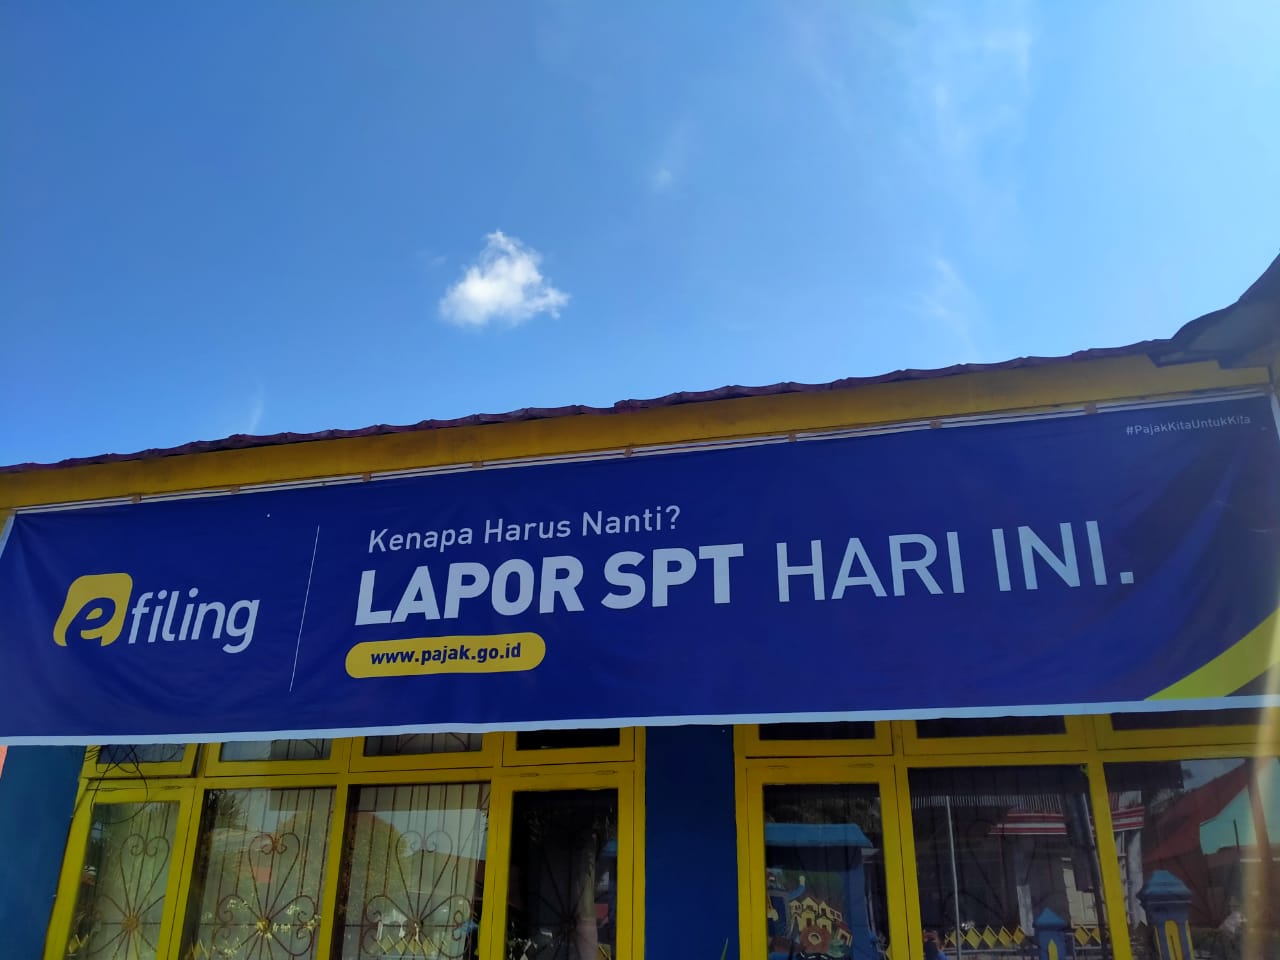 #PajakKitaUntukKita
Kenapa Harus Nanti?
efiling
LAPOR SPT HARI INI.
www.pajak.go.id